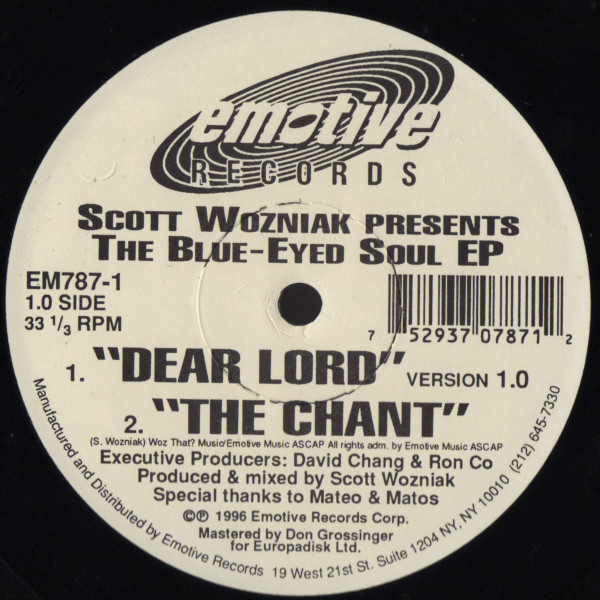 emotive
RECORDS
SCOTT WOZNIAK PRESENTS
THE BLUE-EYED SOUL EP
EM787-1
1.0 SIDE
33 1/3 RPM
7 52937 07871 2
1. "DEAR LORD" VERSION 1.0
2. "THE CHANT"
(S. Wozniak) Woz That? Music/Emotive Music ASCAP All rights adm. by Emotive Music ASCAP
Executive Producers: David Chang & Ron Co
Produced & mixed by Scott Wozniak
Special thanks to Mateo & Matos
©℗ 1996 Emotive Records Corp.
Mastered by Don Grossinger
for Europadisk Ltd.
Manufactured and Distributed by Emotive Records 19 West 21st St. Suite 1204 NY, NY 10010 (212) 645-7330